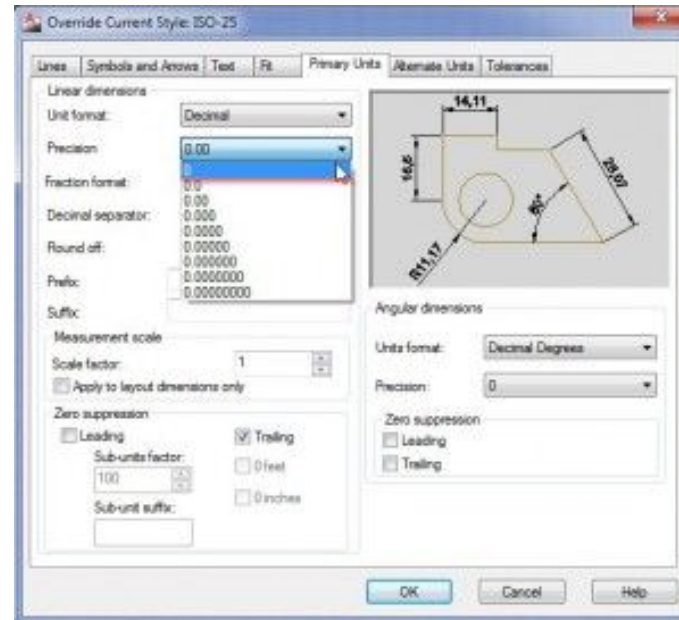 Override Current Style: ISO-25
Lines Symbols and Arrows Text Fit Primary Units Alternate Units Tolerances
Linear dimensions
Unit format: Decimal
Precision 0.00
0
0.0
0.00
0.000
0.0000
0.00000
0.000000
0.0000000
0.00000000
Fraction format:
Decimal separator:
Round off:
Prefix:
Suffix:
Measurement scale
Scale factor: 1
Apply to layout dimensions only
Zero suppression
Leading
Sub-units factor:
100
Sub-unit suffix:
Trailing
0 feet
0 inches
14,11
16,6
28,07
60°
R11,17
Angular dimensions
Units format: Decimal Degrees
Precision: 0
Zero suppression
Leading
Trailing
OK Cancel Help